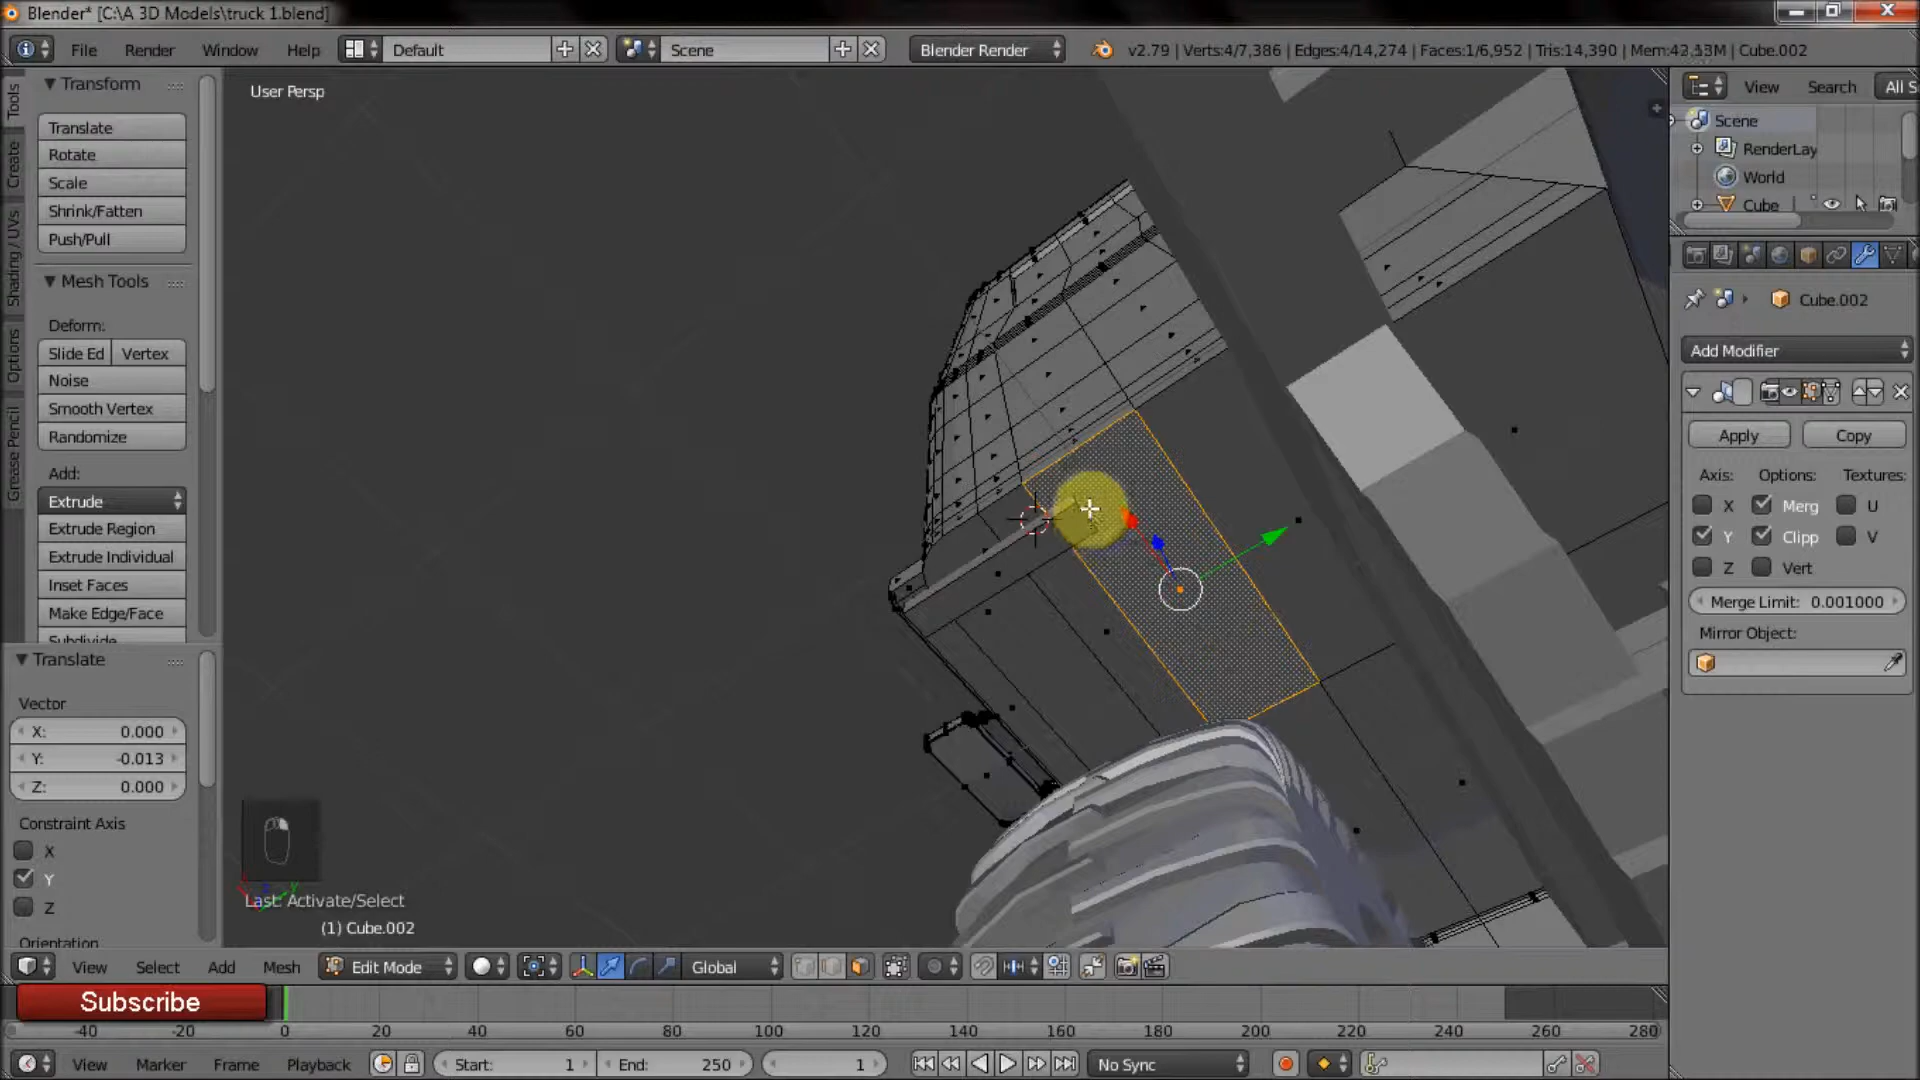 Blender* [C:\A 3D Models\truck 1.blend]
File Render Window Help Default Scene Blender Render v2.79 | Verts:4/7,386 | Edges:4/14,274 | Faces:1/6,952 | Tris:14,390 | Mem:42.53M | Cube.002
Tools
Create
Shading / UVs
Options
Grease Pencil
Transform
Translate
Rotate
Scale
Shrink/Fatten
Push/Pull
Mesh Tools
Deform:
Slide Ed Vertex
Noise
Smooth Vertex
Randomize
Add:
Extrude
Extrude Region
Extrude Individual
Inset Faces
Make Edge/Face
Subdivide
Translate
Vector
X: 0.000
Y: -0.013
Z: 0.000
Constraint Axis
X
Y
Z
Orientation
User Persp
Last: Activate/Select
(1) Cube.002
View Search All S
Scene
RenderLay
World
Cube
Cube.002
Add Modifier
Apply Copy
Axis: Options: Textures:
X Merg U
Y Clipp V
Z Vert
Merge Limit: 0.001000
Mirror Object:
View Select Add Mesh Edit Mode Global
Subscribe
-40 -20 0 20 40 60 80 100 120 140 160 180 200 220 240 260 280
View Marker Frame Playback Start: 1 End: 250 1 No Sync